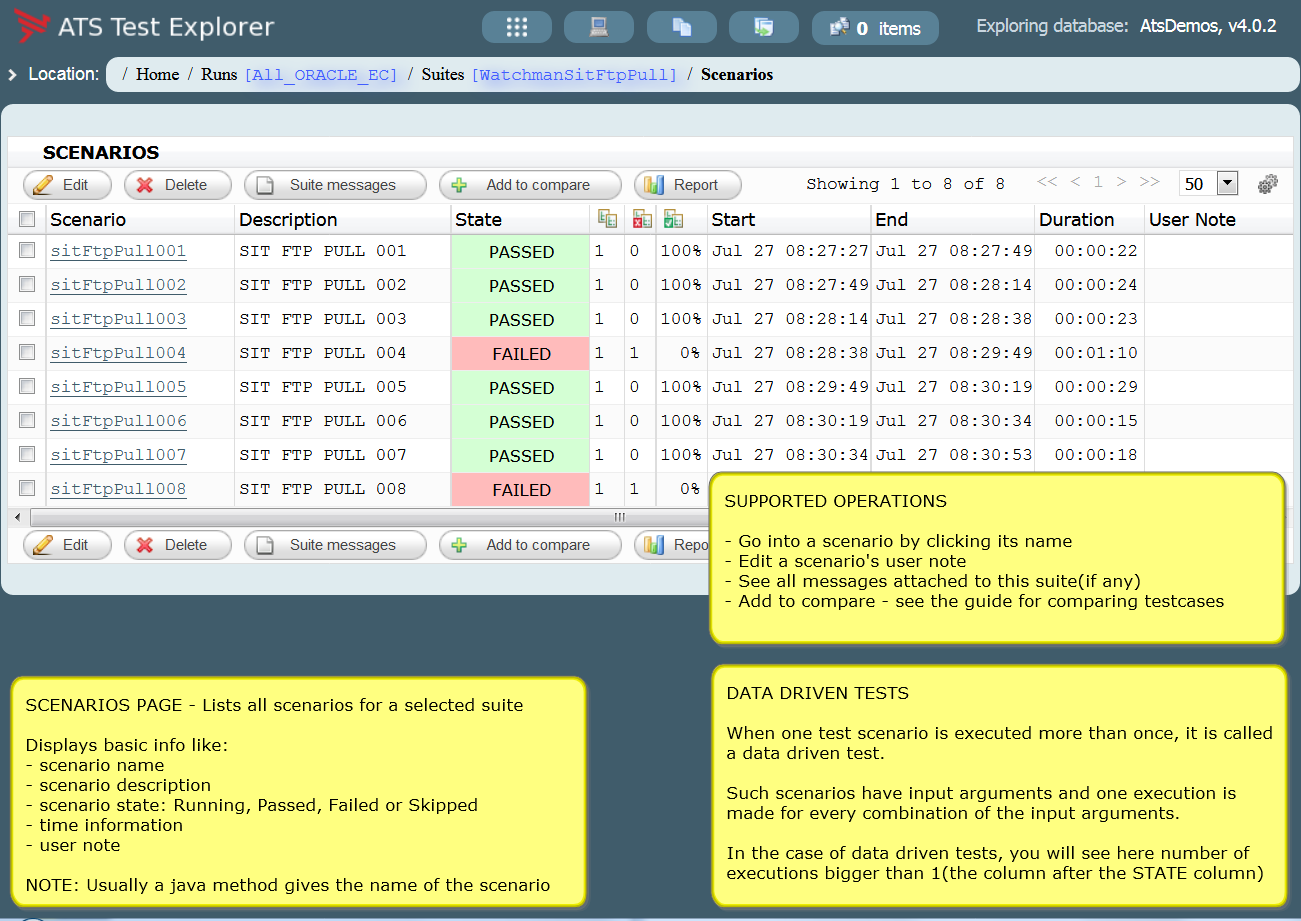 ATS Test Explorer
0 items
Exploring database: AtsDemos, v4.0.2
Location: / Home / Runs [All_ORACLE_EC] / Suites [WatchmanSitFtpPull] / Scenarios
SCENARIOS
Edit Delete Suite messages Add to compare Report Showing 1 to 8 of 8 << < 1 > >> 50
Scenario Description State Start End Duration User Note
sitFtpPull001 SIT FTP PULL 001 PASSED 1 0 100% Jul 27 08:27:27 Jul 27 08:27:49 00:00:22
sitFtpPull002 SIT FTP PULL 002 PASSED 1 0 100% Jul 27 08:27:49 Jul 27 08:28:14 00:00:24
sitFtpPull003 SIT FTP PULL 003 PASSED 1 0 100% Jul 27 08:28:14 Jul 27 08:28:38 00:00:23
sitFtpPull004 SIT FTP PULL 004 FAILED 1 1 0% Jul 27 08:28:38 Jul 27 08:29:49 00:01:10
sitFtpPull005 SIT FTP PULL 005 PASSED 1 0 100% Jul 27 08:29:49 Jul 27 08:30:19 00:00:29
sitFtpPull006 SIT FTP PULL 006 PASSED 1 0 100% Jul 27 08:30:19 Jul 27 08:30:34 00:00:15
sitFtpPull007 SIT FTP PULL 007 PASSED 1 0 100% Jul 27 08:30:34 Jul 27 08:30:53 00:00:18
sitFtpPull008 SIT FTP PULL 008 FAILED 1 1 0%
Edit Delete Suite messages Add to compare Repo
SUPPORTED OPERATIONS
- Go into a scenario by clicking its name
- Edit a scenario's user note
- See all messages attached to this suite(if any)
- Add to compare - see the guide for comparing testcases
SCENARIOS PAGE - Lists all scenarios for a selected suite
Displays basic info like:
- scenario name
- scenario description
- scenario state: Running, Passed, Failed or Skipped
- time information
- user note
NOTE: Usually a java method gives the name of the scenario
DATA DRIVEN TESTS
When one test scenario is executed more than once, it is called
a data driven test.
Such scenarios have input arguments and one execution is
made for every combination of the input arguments.
In the case of data driven tests, you will see here number of
executions bigger than 1(the column after the STATE column)